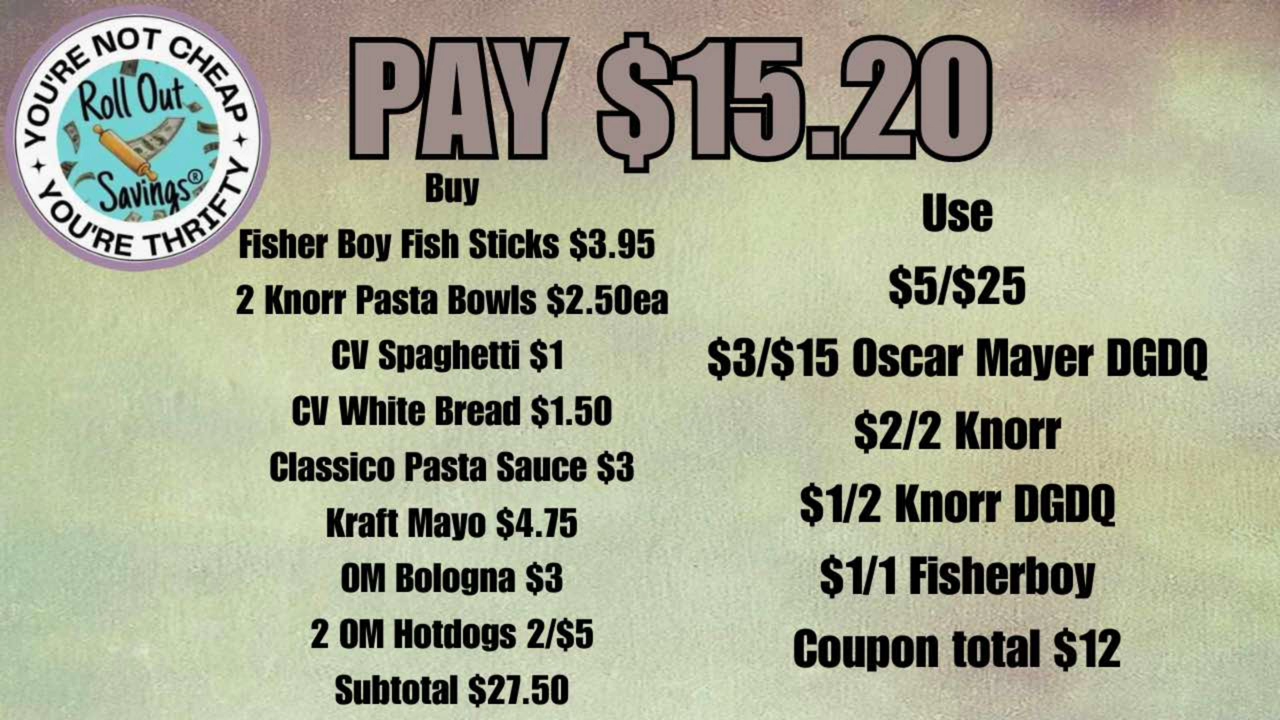 YOU'RE NOT CHEAP
Roll Out
Savings®
YOU'RE THRIFTY
PAY $15.20
Buy
Fisher Boy Fish Sticks $3.95
2 Knorr Pasta Bowls $2.50ea
CV Spaghetti $1
CV White Bread $1.50
Classico Pasta Sauce $3
Kraft Mayo $4.75
OM Bologna $3
2 OM Hotdogs 2/$5
Subtotal $27.50
Use
$5/$25
$3/$15 Oscar Mayer DGDQ
$2/2 Knorr
$1/2 Knorr DGDQ
$1/1 Fisherboy
Coupon total $12